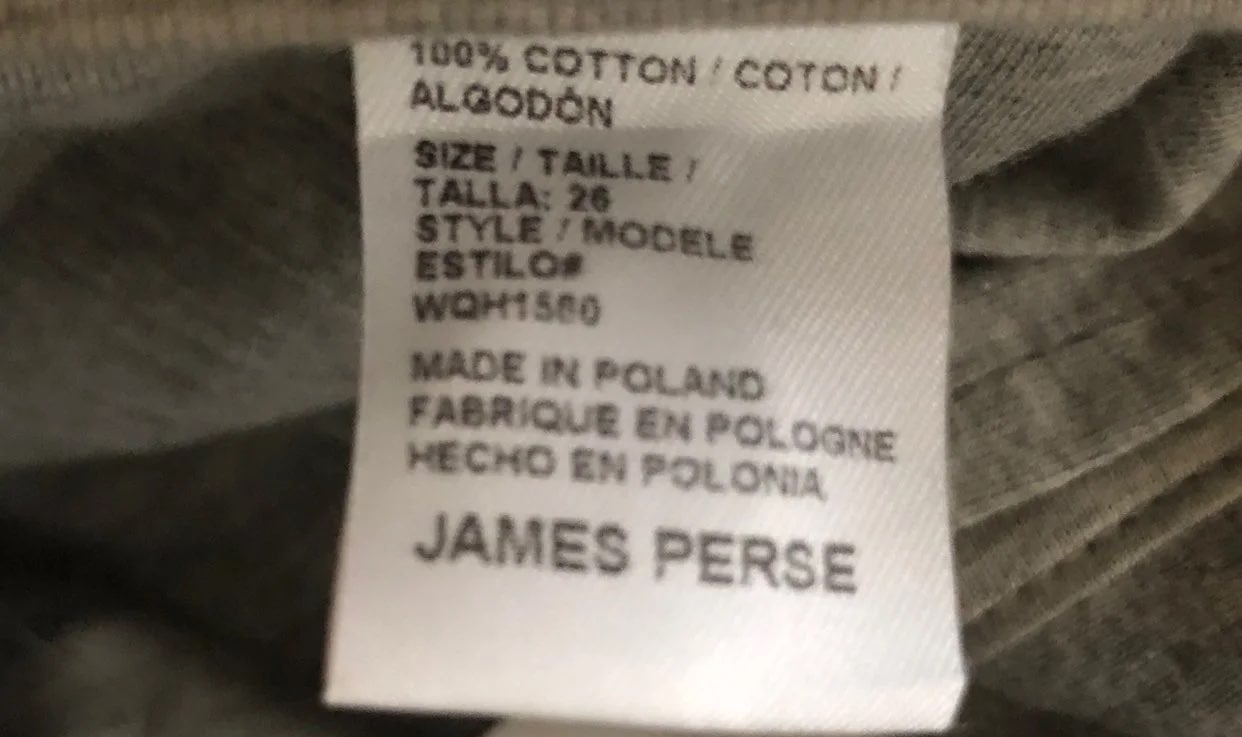 100% COTTON / COTON /
ALGODÓN
SIZE / TAILLE /
TALLA: 26
STYLE / MODELE
ESTILO#
WQH1560
MADE IN POLAND
FABRIQUE EN POLOGNE
HECHO EN POLONIA
JAMES PERSE